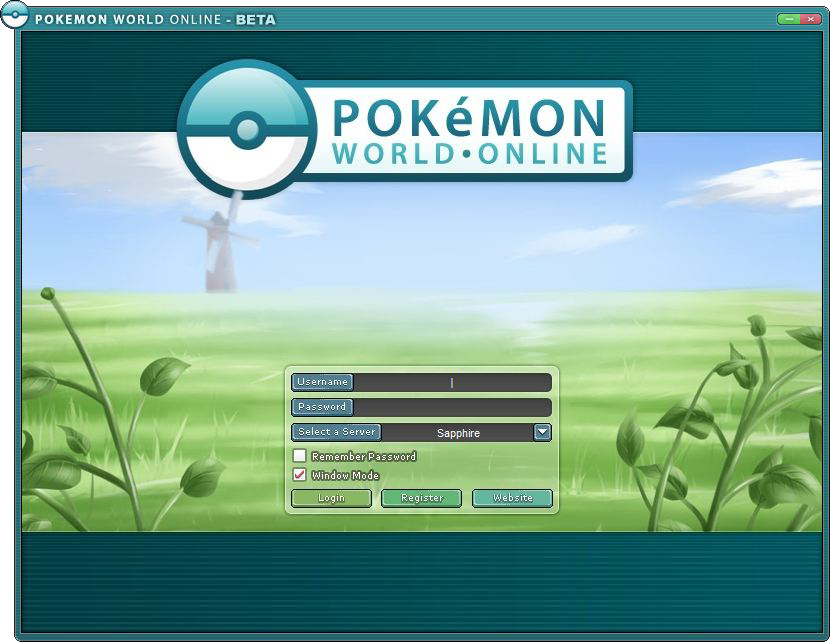 POKEMON WORLD ONLINE - BETA
POKéMON
WORLD•ONLINE
Username
Password
Select a Server Sapphire
Remember Password
Window Mode
Login Register Website